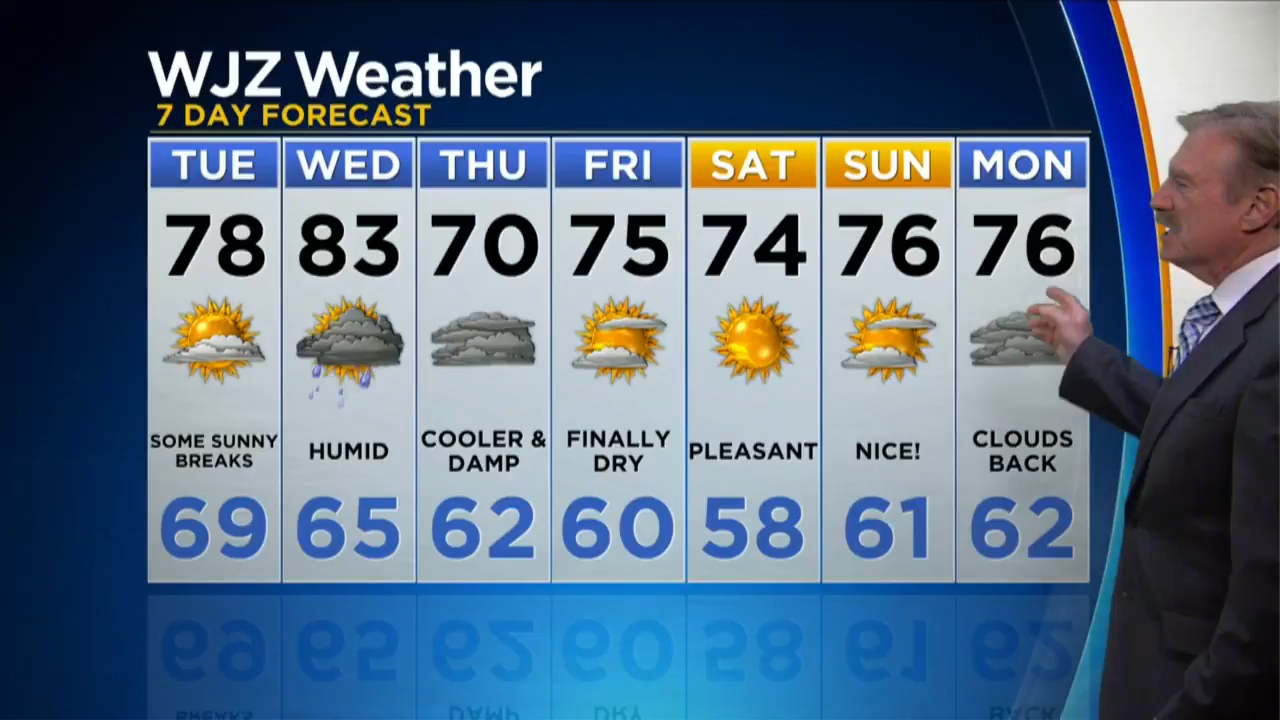 WJZ Weather
7 DAY FORECAST
TUE WED THU FRI SAT SUN MON
78 83 70 75 74 76 76
SOME SUNNY
BREAKS
HUMID
COOLER &
DAMP
FINALLY
DRY
PLEASANT
NICE!
CLOUDS
BACK
69 65 62 60 58 61 62